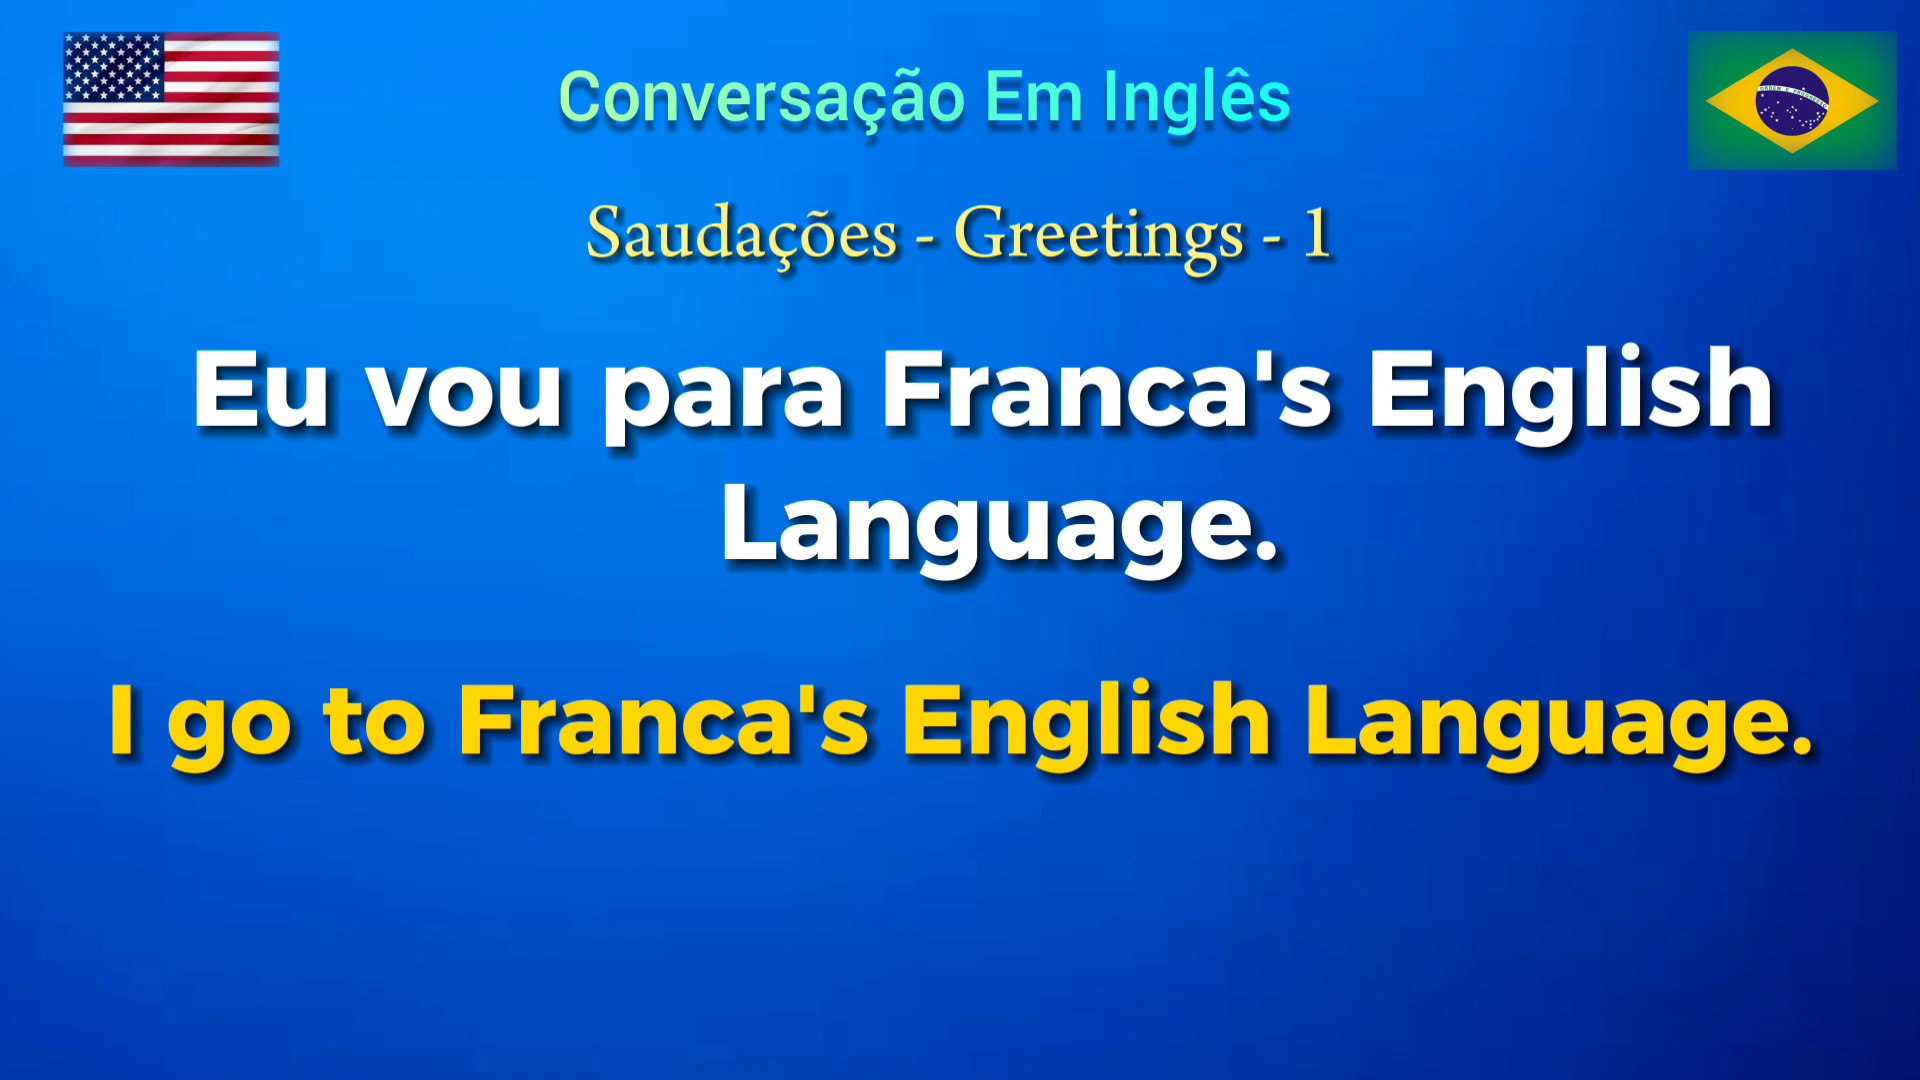 Conversação Em Inglês
Saudações - Greetings - 1
Eu vou para Franca's English
Language.
I go to Franca's English Language.